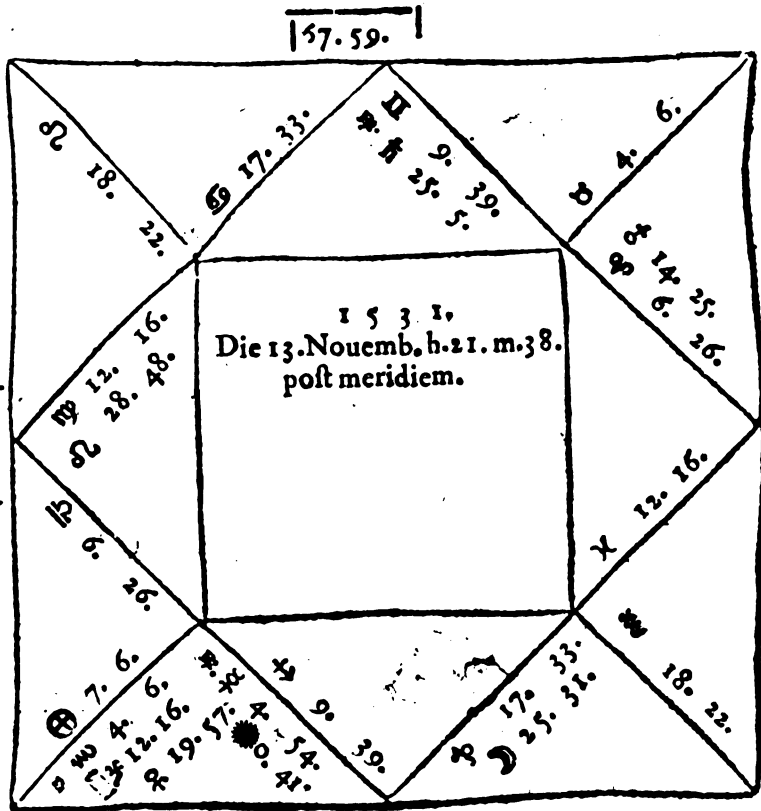 57.59.
♌ 18. 22.
♋ 17. 33.
♊ 9. 39.
℞. ♄ 25. 5.
♉ 4. 6.
♂ 14. 25.
6. 26.
1 5 3 1.
Die 13.Nouemb.h.21.m.38.
poſt meridiem.
♍ 12. 16.
♌ 28. 48.
♎ 6. 26.
♓ 12. 16.
⊕ 7. 6.
♏ 4. 6.
♃ 12. 16.
♀ 19. 57.
℞. ☿ 4. 54.
☉ 0. 41.
♐ 9. 39.
♑ 17. 33.
☽ 25. 31.
♒ 18. 22.